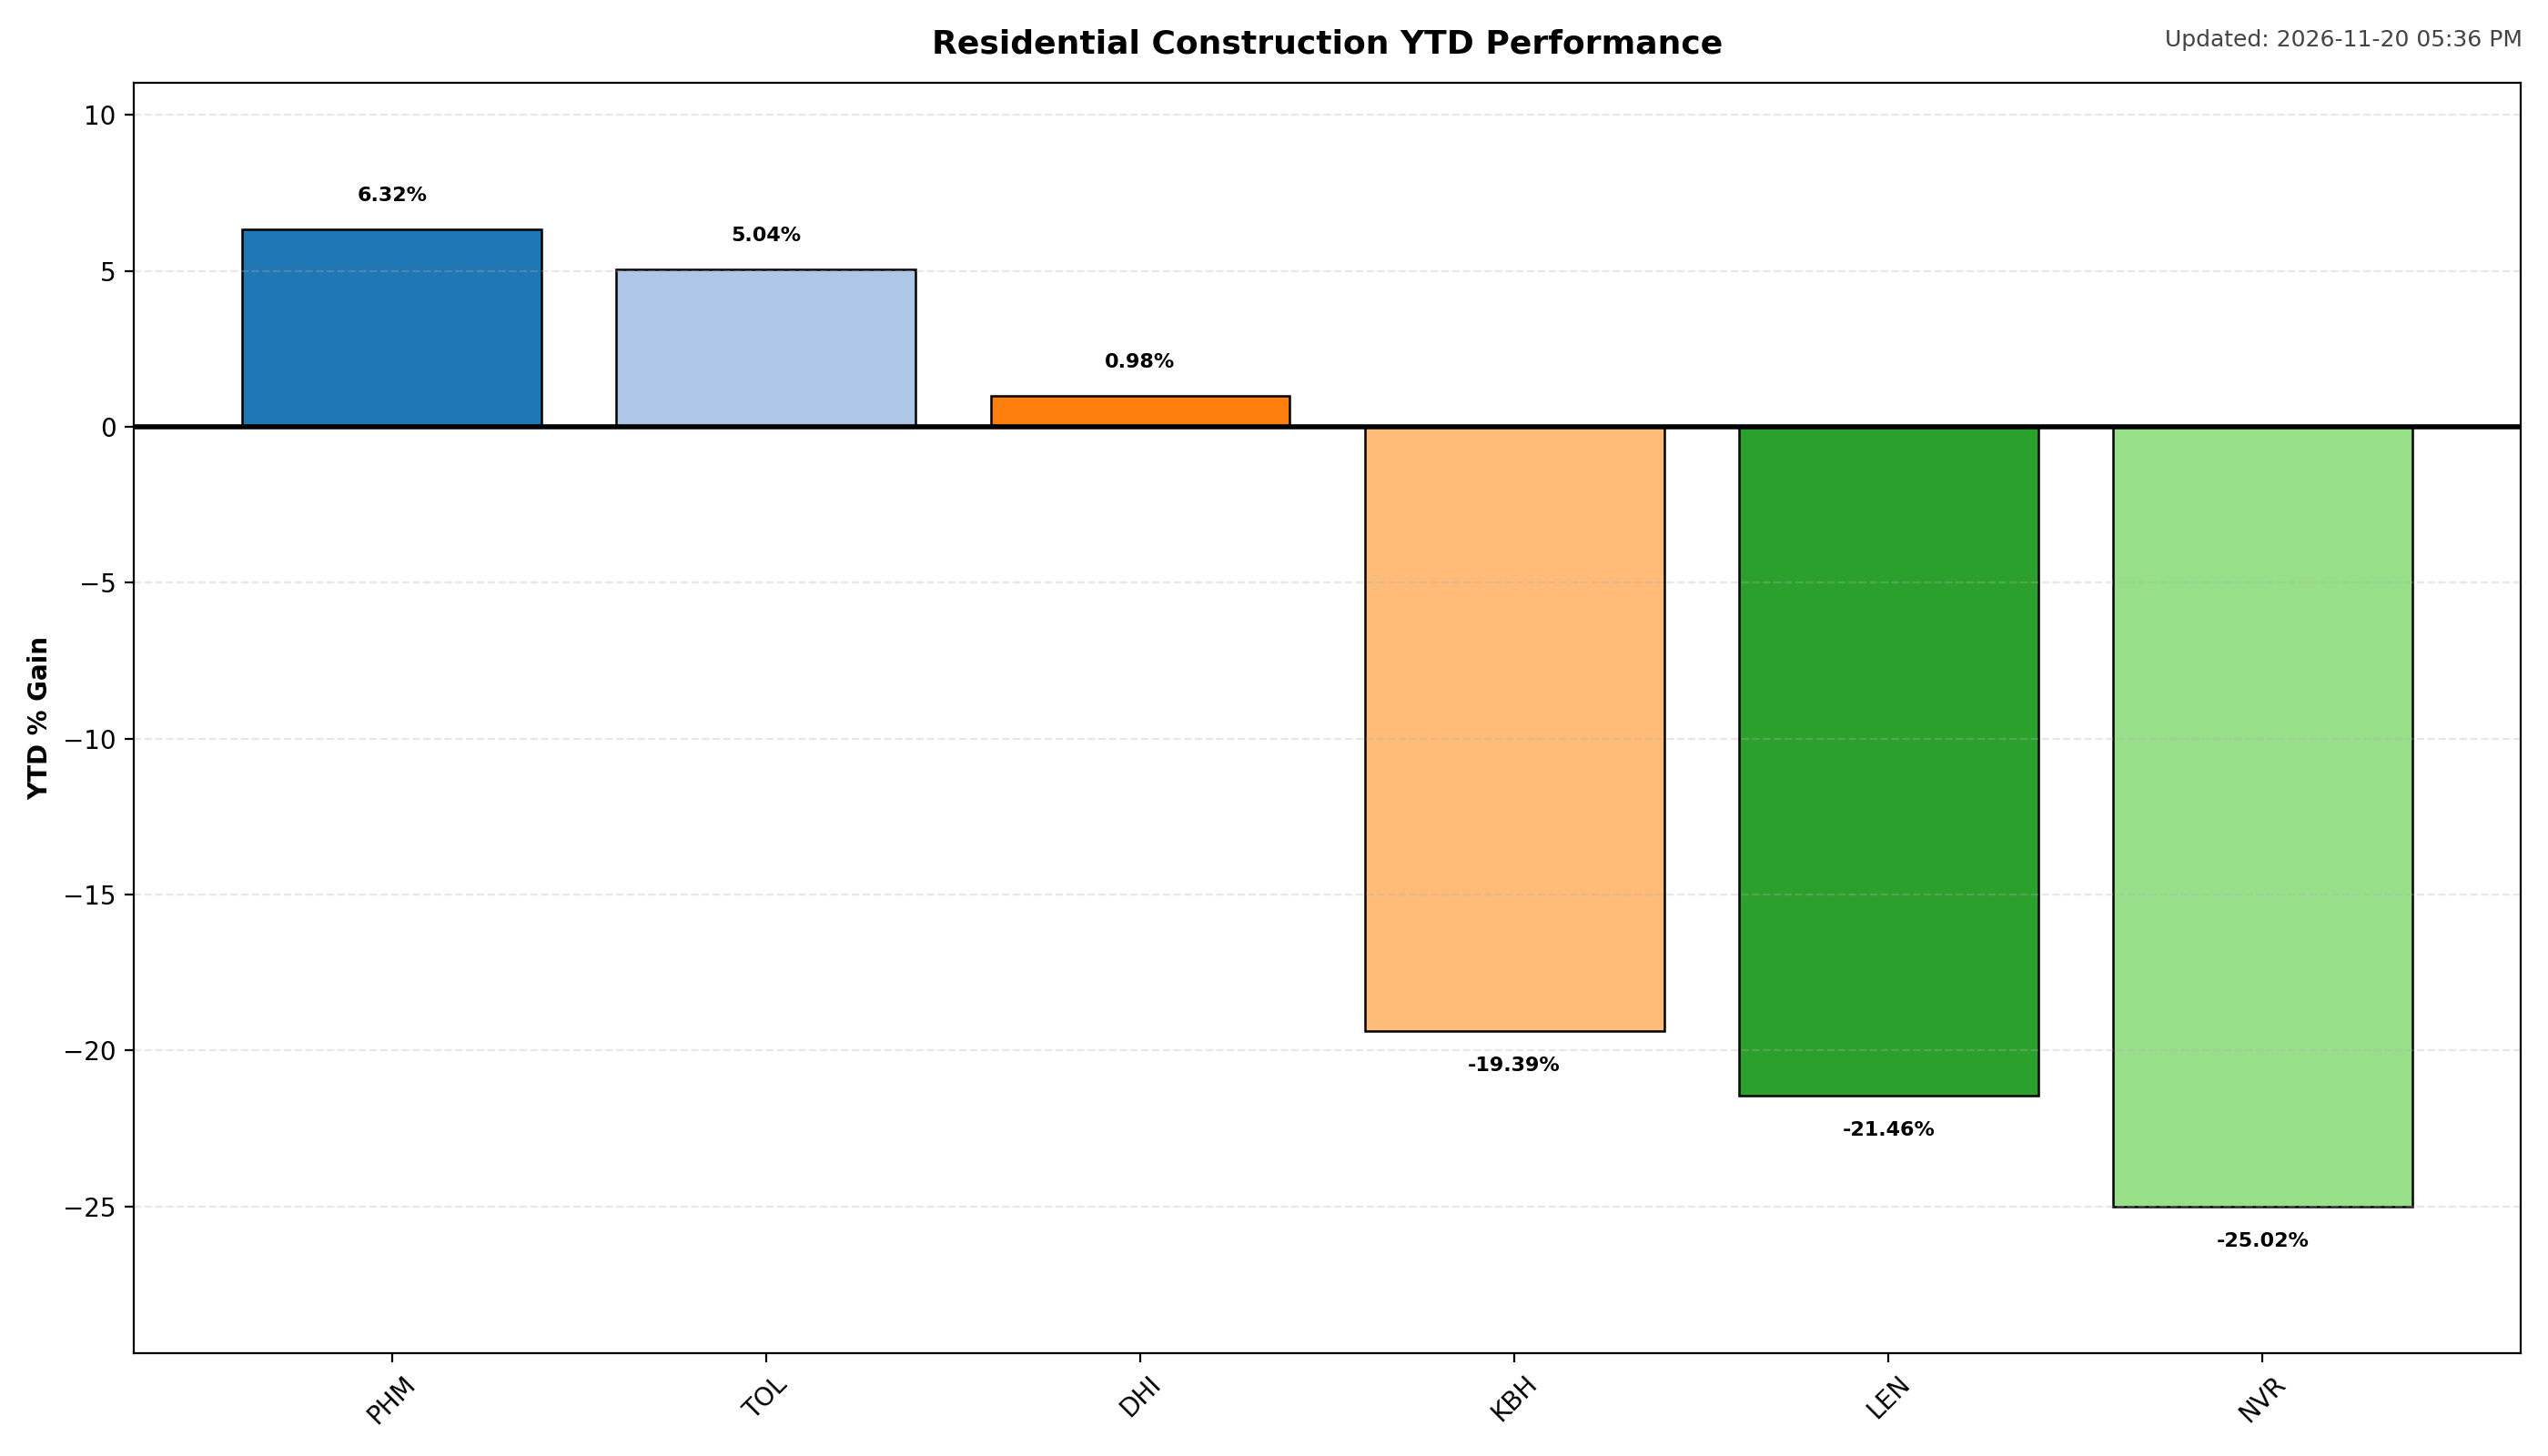 Residential Construction YTD Performance
Updated: 2026-11-20 05:36 PM
YTD % Gain
10
5
0
−5
−10
−15
−20
−25
6.32%
5.04%
0.98%
-19.39%
-21.46%
-25.02%
PHM
TOL
DHI
KBH
LEN
NVR